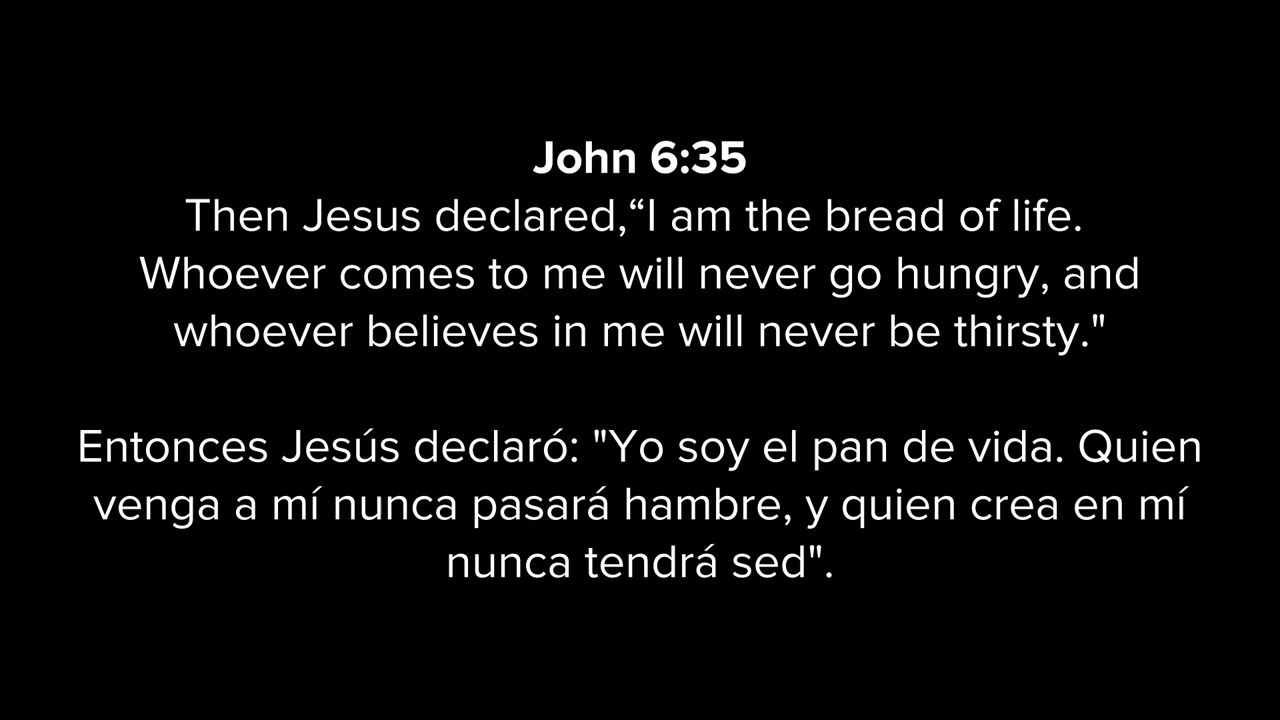 John 6:35
Then Jesus declared,“I am the bread of life.
Whoever comes to me will never go hungry, and
whoever believes in me will never be thirsty."
Entonces Jesús declaró: "Yo soy el pan de vida. Quien
venga a mí nunca pasará hambre, y quien crea en mí
nunca tendrá sed".